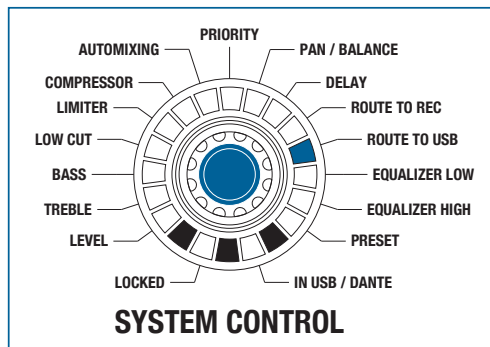 PRIORITY
AUTOMIXING
PAN / BALANCE
COMPRESSOR
DELAY
LIMITER
ROUTE TO REC
LOW CUT
ROUTE TO USB
BASS
EQUALIZER LOW
TREBLE
EQUALIZER HIGH
LEVEL
PRESET
LOCKED
IN USB / DANTE
SYSTEM CONTROL